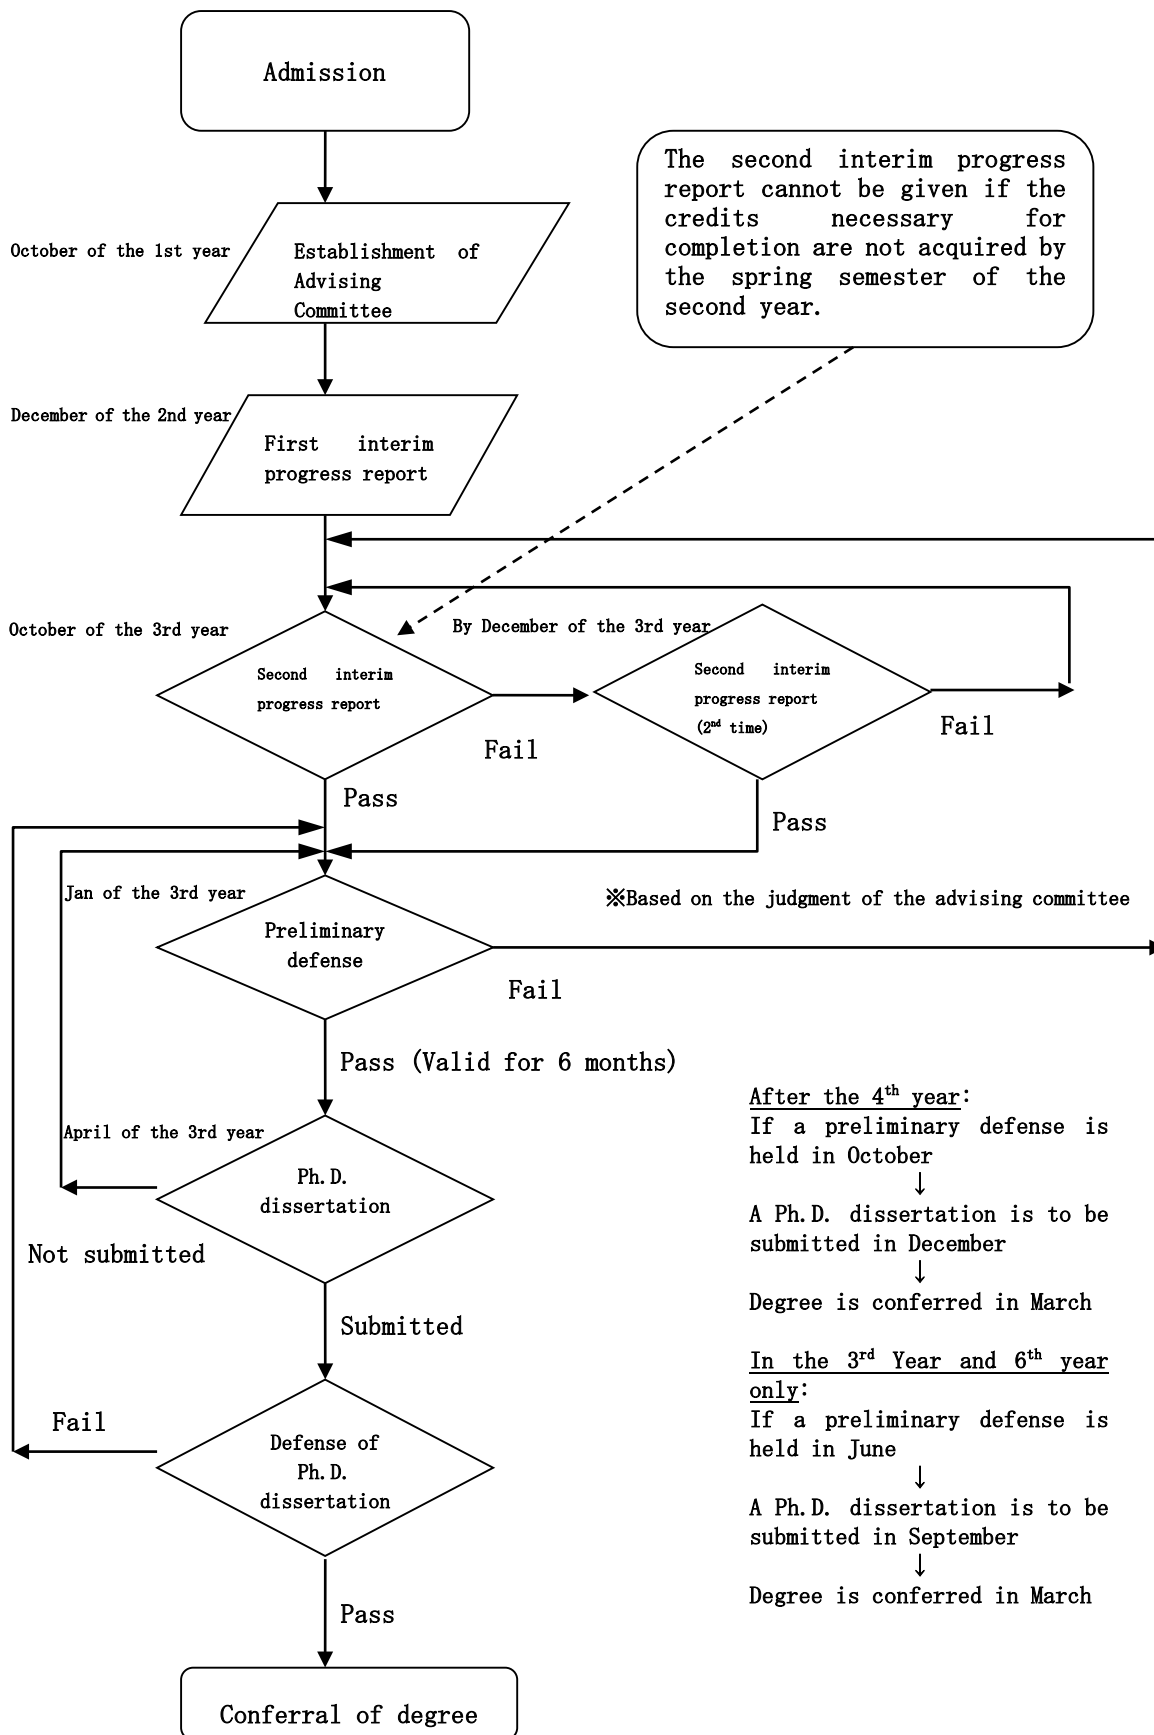 Admission
The second interim progress
report cannot be given if the
credits necessary for
completion are not acquired by
the spring semester of the
second year.
October of the 1st year
Establishment of
Advising
Committee
December of the 2nd year
First interim
progress report
October of the 3rd year
Second interim
progress report
By December of the 3rd year
Second interim
progress report
(2nd time)
Fail
Fail
Pass
Pass
Jan of the 3rd year
※Based on the judgment of the advising committee
Preliminary
defense
Fail
Pass (Valid for 6 months)
April of the 3rd year
Ph.D.
dissertation
Not submitted
Submitted
Fail
Defense of
Ph.D.
dissertation
Pass
Conferral of degree
After the 4th year:
If a preliminary defense is
held in October
↓
A Ph.D. dissertation is to be
submitted in December
↓
Degree is conferred in March
In the 3rd Year and 6th year
only:
If a preliminary defense is
held in June
↓
A Ph.D. dissertation is to be
submitted in September
↓
Degree is conferred in March